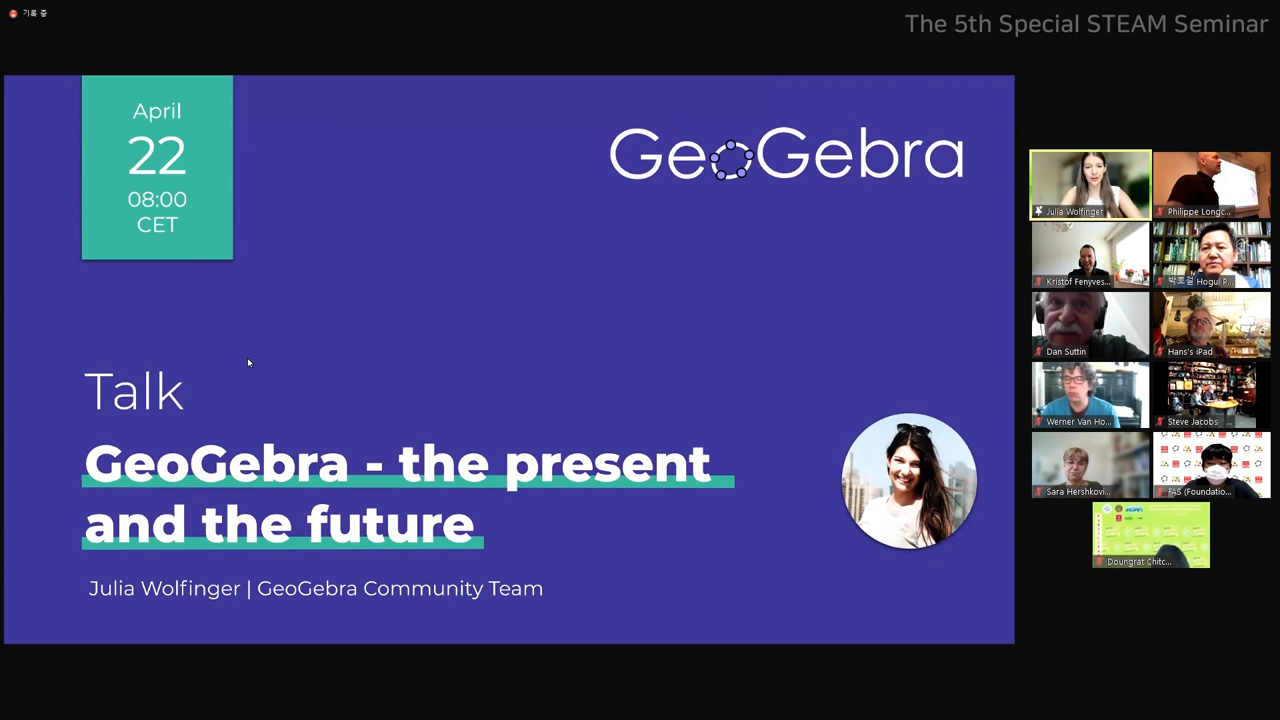 기록 중
The 5th Special STEAM Seminar
April
22
08:00
CET
GeoGebra
Talk
GeoGebra - the present
and the future
Julia Wolfinger | GeoGebra Community Team
Julia Wolfinger
Philippe Longc...
Kristof Fenyves...
박호걸 Hogul P...
Dan Suttin
Hans's iPad
Werner Van Ho...
Steve Jacobs
Sara Hershkovi...
FAS (Foundatio...
Doungrat Chitc...